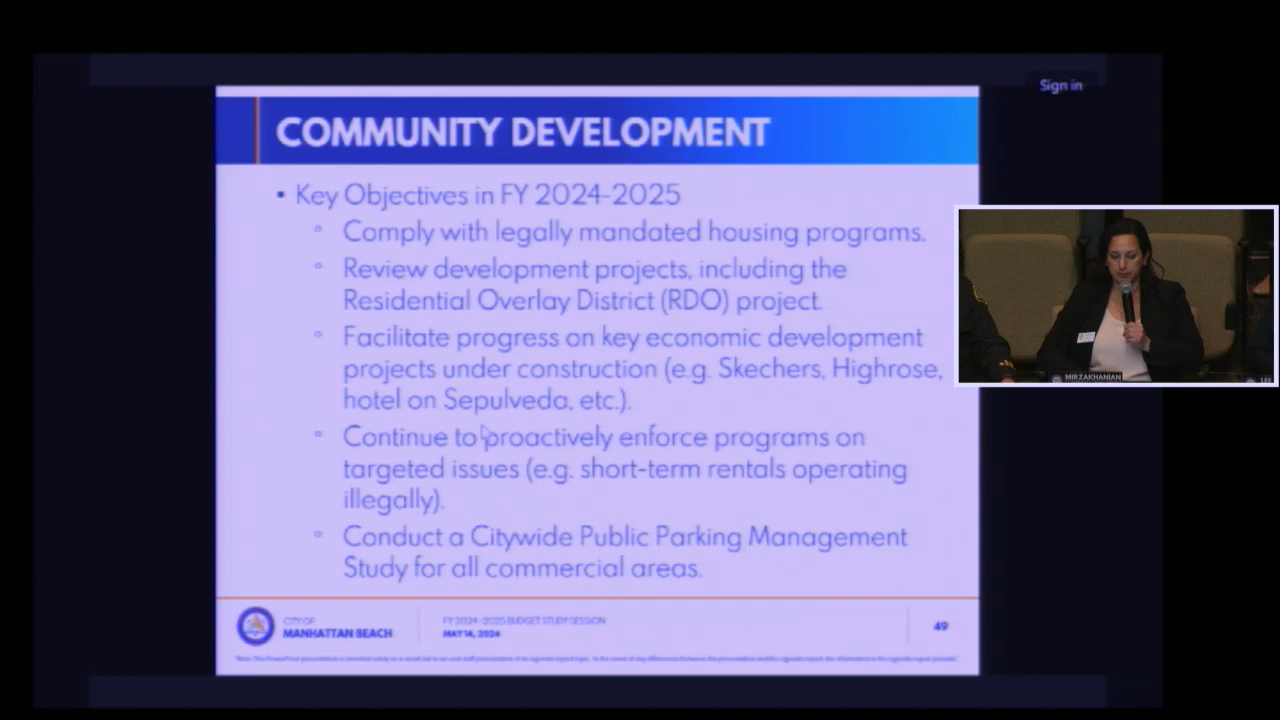 Sign in
COMMUNITY DEVELOPMENT
• Key Objectives in FY 2024-2025
Comply with legally mandated housing programs.
Review development projects, including the
Residential Overlay District (RDO) project.
Facilitate progress on key economic development
projects under construction (e.g. Skechers, Highrose,
hotel on Sepulveda, etc.).
Continue to proactively enforce programs on
targeted issues (e.g. short-term rentals operating
illegally).
Conduct a Citywide Public Parking Management
Study for all commercial areas.
CITY OF
MANHATTAN BEACH
FY 2024-2025 BUDGET STUDY SESSION
MAY 14, 2024
49
MIRZAKHANIAN